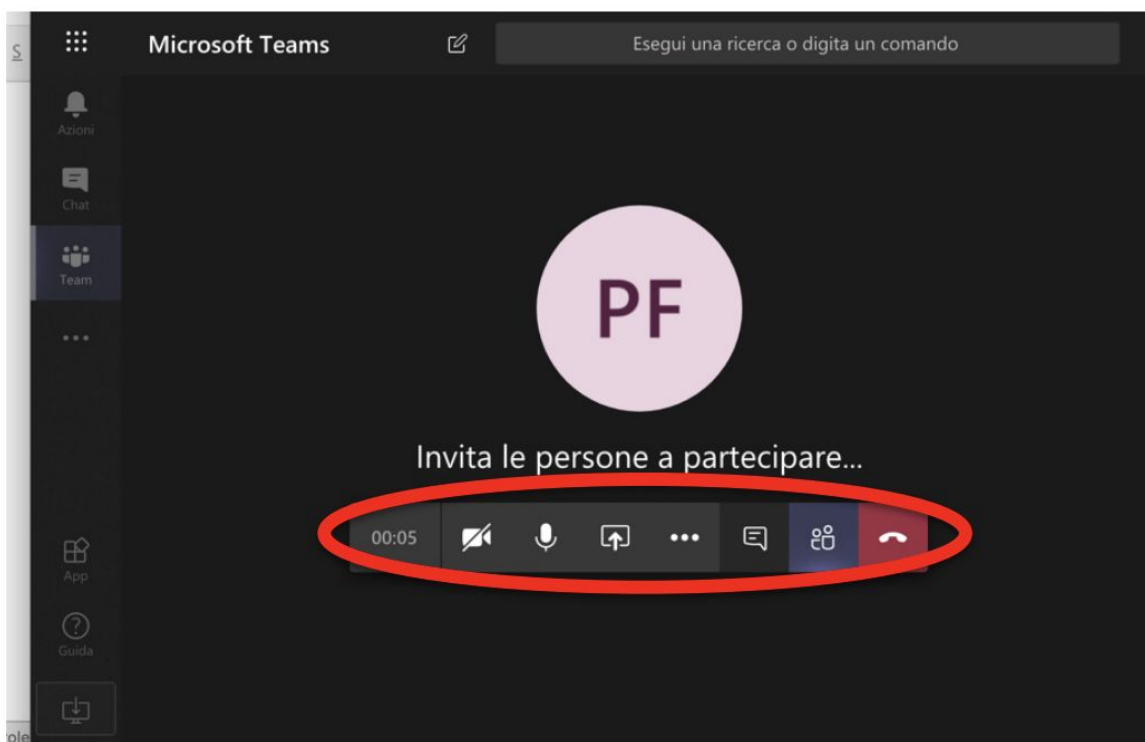 S
Microsoft Teams
Esegui una ricerca o digita un comando
Azioni
Chat
Team
PF
Invita le persone a partecipare...
00:05
App
Guida
ole